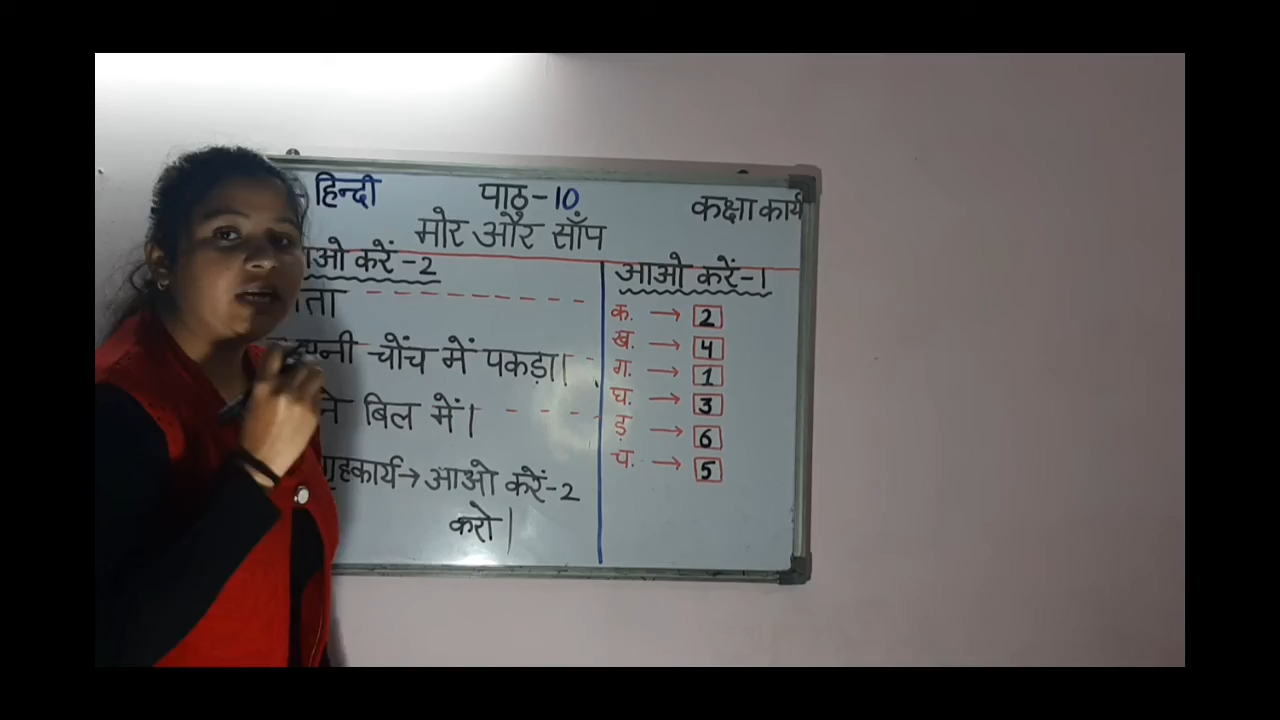 हिन्दी पाठ-10 कक्षा कार्य
मोर और साँप
करें-2
चोंच में पकड़ा।
बिल में।
गृहकार्य→ आओ करें-2
करो।
आओ करें-1
क. → 2
ख. → 4
ग. → 1
घ. → 3
ड़ → 6
च. → 5